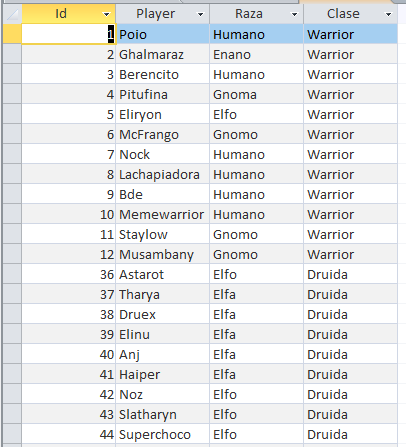 Id Player Raza Clase
1 Poio Humano Warrior
2 Ghalmaraz Enano Warrior
3 Berencito Humano Warrior
4 Pitufina Gnoma Warrior
5 Eliryon Elfo Warrior
6 McFrango Gnomo Warrior
7 Nock Humano Warrior
8 Lachapiadora Humano Warrior
9 Bde Humano Warrior
10 Memewarrior Humano Warrior
11 Staylow Gnomo Warrior
12 Musambany Gnomo Warrior
36 Astarot Elfo Druida
37 Tharya Elfa Druida
38 Druex Elfo Druida
39 Elinu Elfa Druida
40 Anj Elfo Druida
41 Haiper Elfa Druida
42 Noz Elfo Druida
43 Slatharyn Elfo Druida
44 Superchoco Elfo Druida